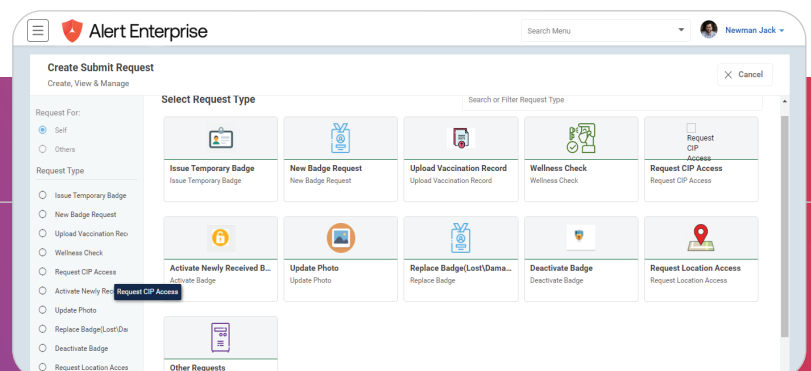 Alert Enterprise
Search Menu
Newman Jack
Create Submit Request
Create, View & Manage
Cancel
Request For:
Self
Others
Request Type
Issue Temporary Badge
New Badge Request
Upload Vaccination Reco
Wellness Check
Request CIP Access
Activate Newly Rec
Request CIP Access
Update Photo
Replace Badge(Lost\Da
Deactivate Badge
Request Location Acces
Select Request Type
Search or Filter Request Type
Issue Temporary Badge
Issue Temporary Badge
New Badge Request
New Badge Request
Upload Vaccination Record
Upload Vaccination Record
Wellness Check
Wellness Check
Request
CIP
Access
Request CIP Access
Request CIP Access
Activate Newly Received B...
Activate Badge
Update Photo
Update Photo
Replace Badge(Lost\Dama...
Replace Badge
Deactivate Badge
Deactivate Badge
Request Location Access
Request Location Access
Other Requests